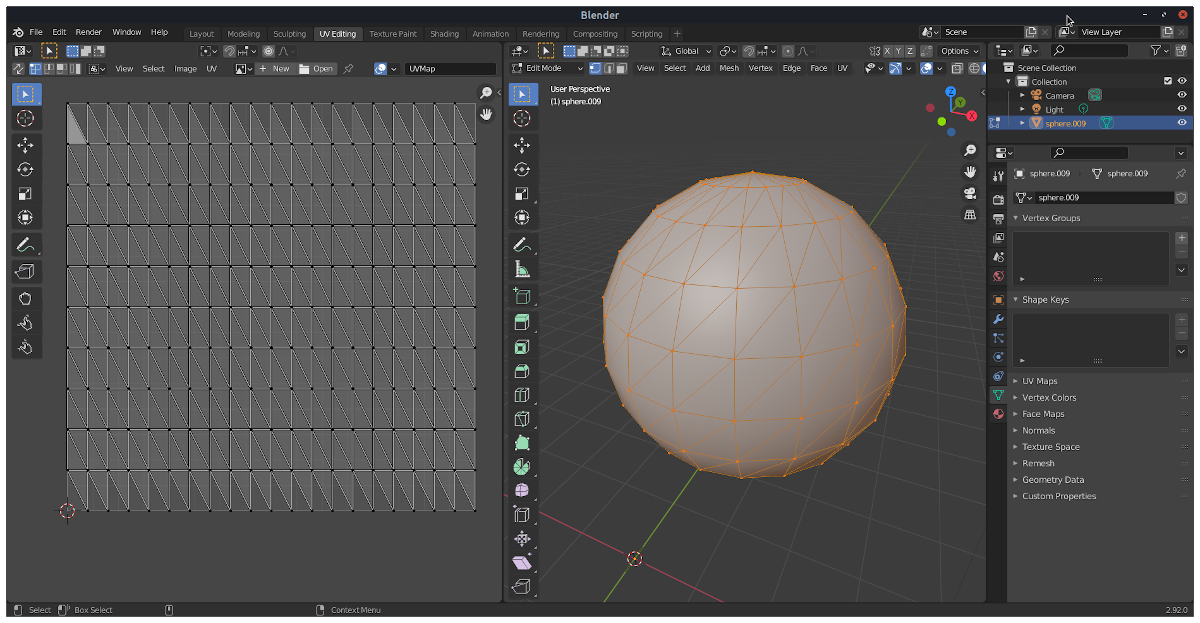 Blender
File Edit Render Window Help Layout Modeling Sculpting UV Editing Texture Paint Shading Animation Rendering Compositing Scripting + Scene View Layer
Global X Y Z Options
View Select Image UV + New Open UVMap
Edit Mode View Select Add Mesh Vertex Edge Face UV
User Perspective
(1) sphere.009
Z
Y
X
Scene Collection
Collection
Camera
Light
sphere.009
sphere.009 sphere.009
sphere.009
Vertex Groups
Shape Keys
UV Maps
Vertex Colors
Face Maps
Normals
Texture Space
Remesh
Geometry Data
Custom Properties
Select Box Select Context Menu 2.92.0